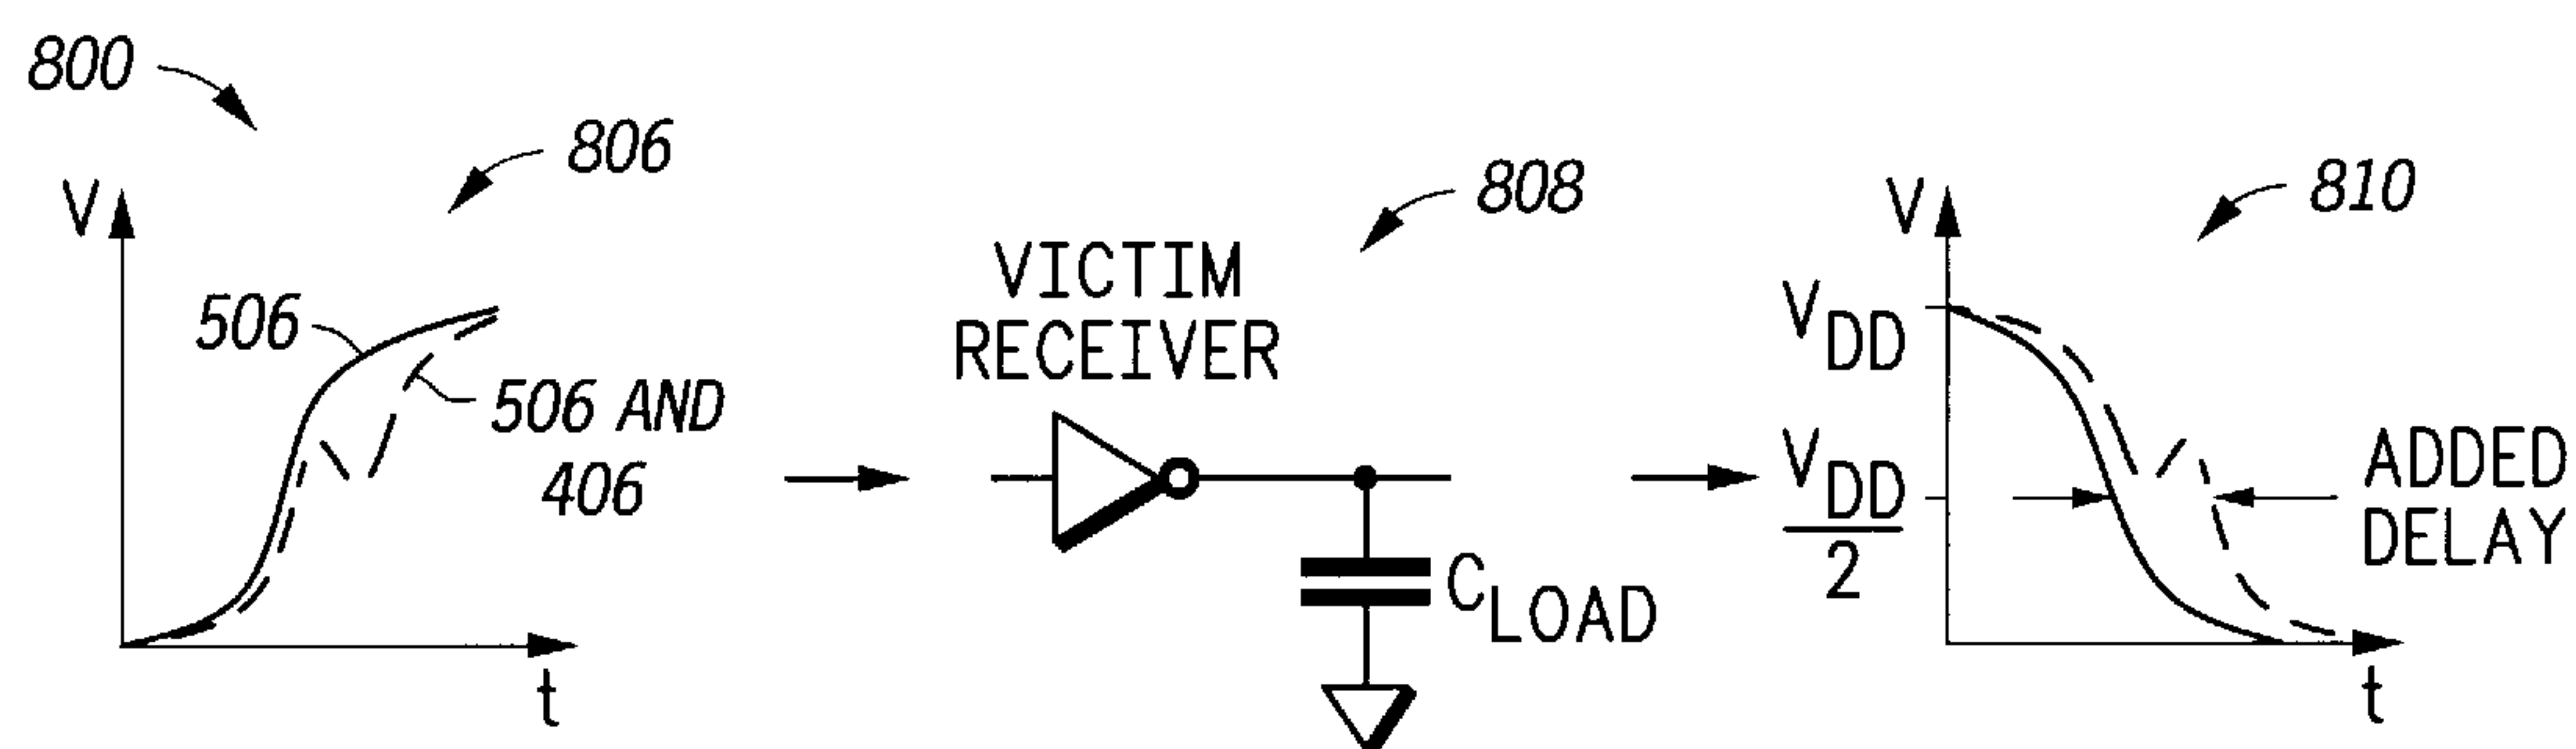 800
806
V
506
506 AND
406
t
VICTIM
RECEIVER
808
CLOAD
810
V
VDD
VDD
2
ADDED
DELAY
t